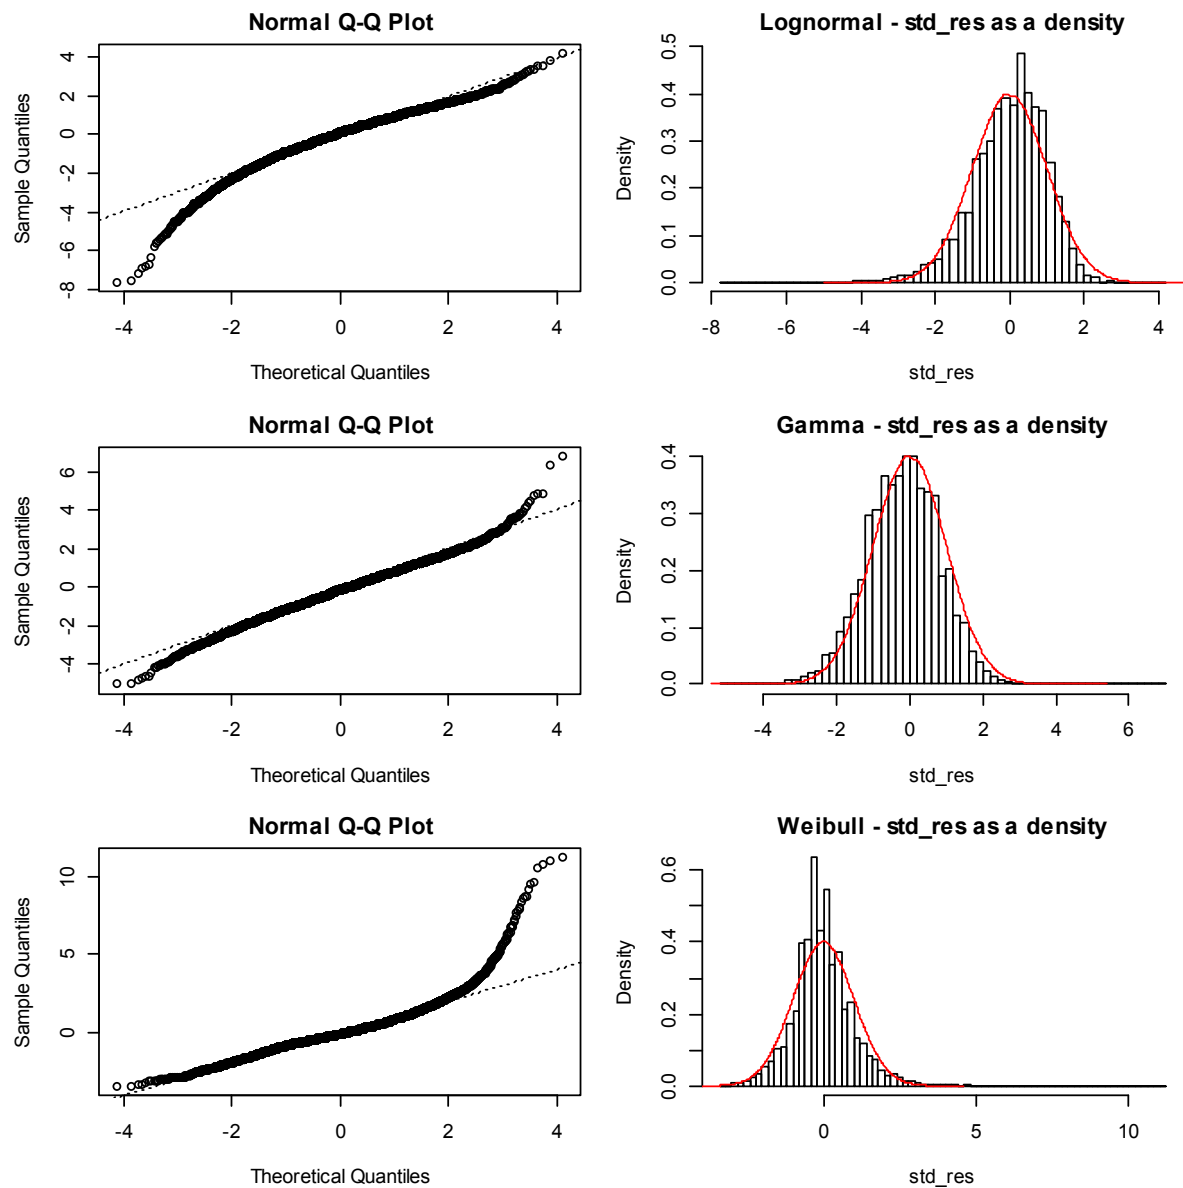 Normal Q-Q Plot
Sample Quantiles
-8 -6 -4 -2 0 2 4
-4 -2 0 2 4
Theoretical Quantiles
Lognormal - std_res as a density
Density
0.0 0.1 0.2 0.3 0.4 0.5
-8 -6 -4 -2 0 2 4
std_res
Normal Q-Q Plot
Sample Quantiles
-4 -2 0 2 4 6
-4 -2 0 2 4
Theoretical Quantiles
Gamma - std_res as a density
Density
0.0 0.1 0.2 0.3 0.4
-4 -2 0 2 4 6
std_res
Normal Q-Q Plot
Sample Quantiles
0 5 10
-4 -2 0 2 4
Theoretical Quantiles
Weibull - std_res as a density
Density
0.0 0.2 0.4 0.6
0 5 10
std_res